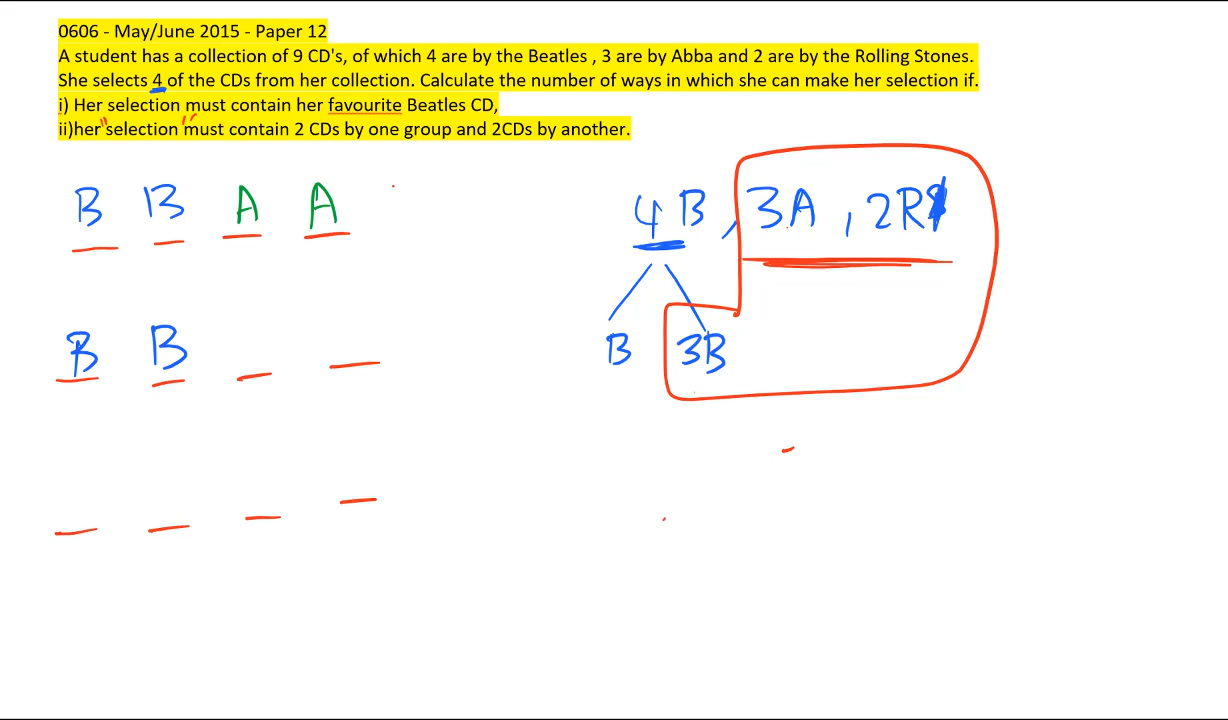 0606 - May/June 2015 - Paper 12
A student has a collection of 9 CD's, of which 4 are by the Beatles , 3 are by Abba and 2 are by the Rolling Stones.
She selects 4 of the CDs from her collection. Calculate the number of ways in which she can make her selection if.
i) Her selection must contain her favourite Beatles CD,
ii)her selection must contain 2 CDs by one group and 2CDs by another.
B B A A
4B, 3A, 2R
B B
B 3B